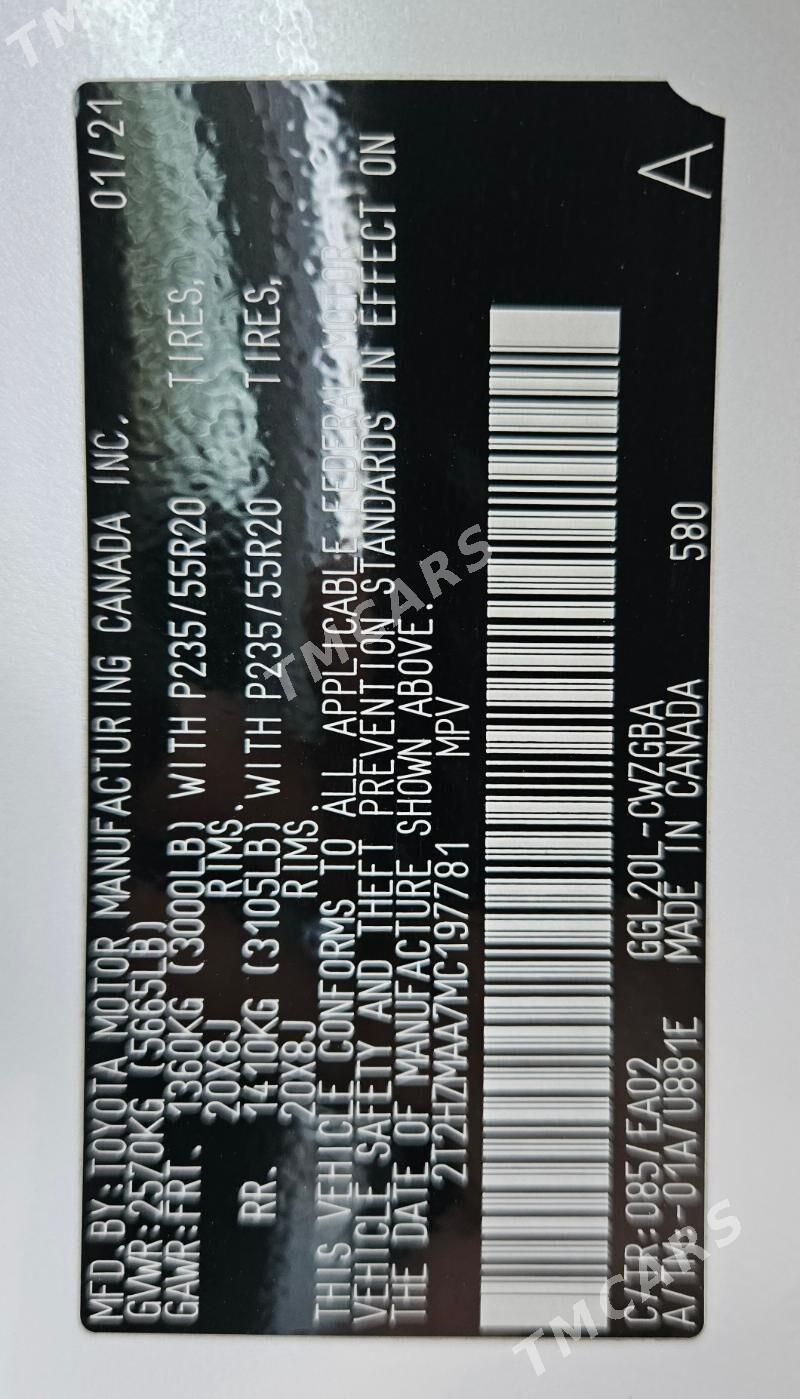 MFD.BY:TOYOTA MOTOR MANUFACTURING CANADA INC. 01/21
GVWR:2570KG (5665LB)
GAWR:FRT. 1360KG (3000LB) WITH P235/55R20 TIRES,
20X8J RIMS.
RR. 1410KG (3105LB) WITH P235/55R20 TIRES,
20X8J RIMS.
THIS VEHICLE CONFORMS TO ALL APPLICABLE FEDERAL MOTOR
VEHICLE SAFETY AND THEFT PREVENTION STANDARDS IN EFFECT ON
THE DATE OF MANUFACTURE SHOWN ABOVE.
2T2HZMAA7MC197781 MPV
C/TR:085/EA02 GGL20L-CWZGBA
A/TM:-01A/U881E MADE IN CANADA 580 A
TMCARS
TMCARS